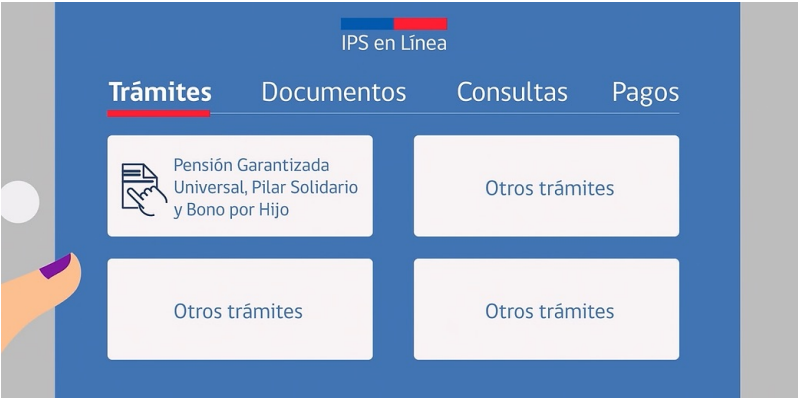 IPS en Línea
Trámites Documentos Consultas Pagos
Pensión Garantizada
Universal, Pilar Solidario
y Bono por Hijo
Otros trámites
Otros trámites
Otros trámites